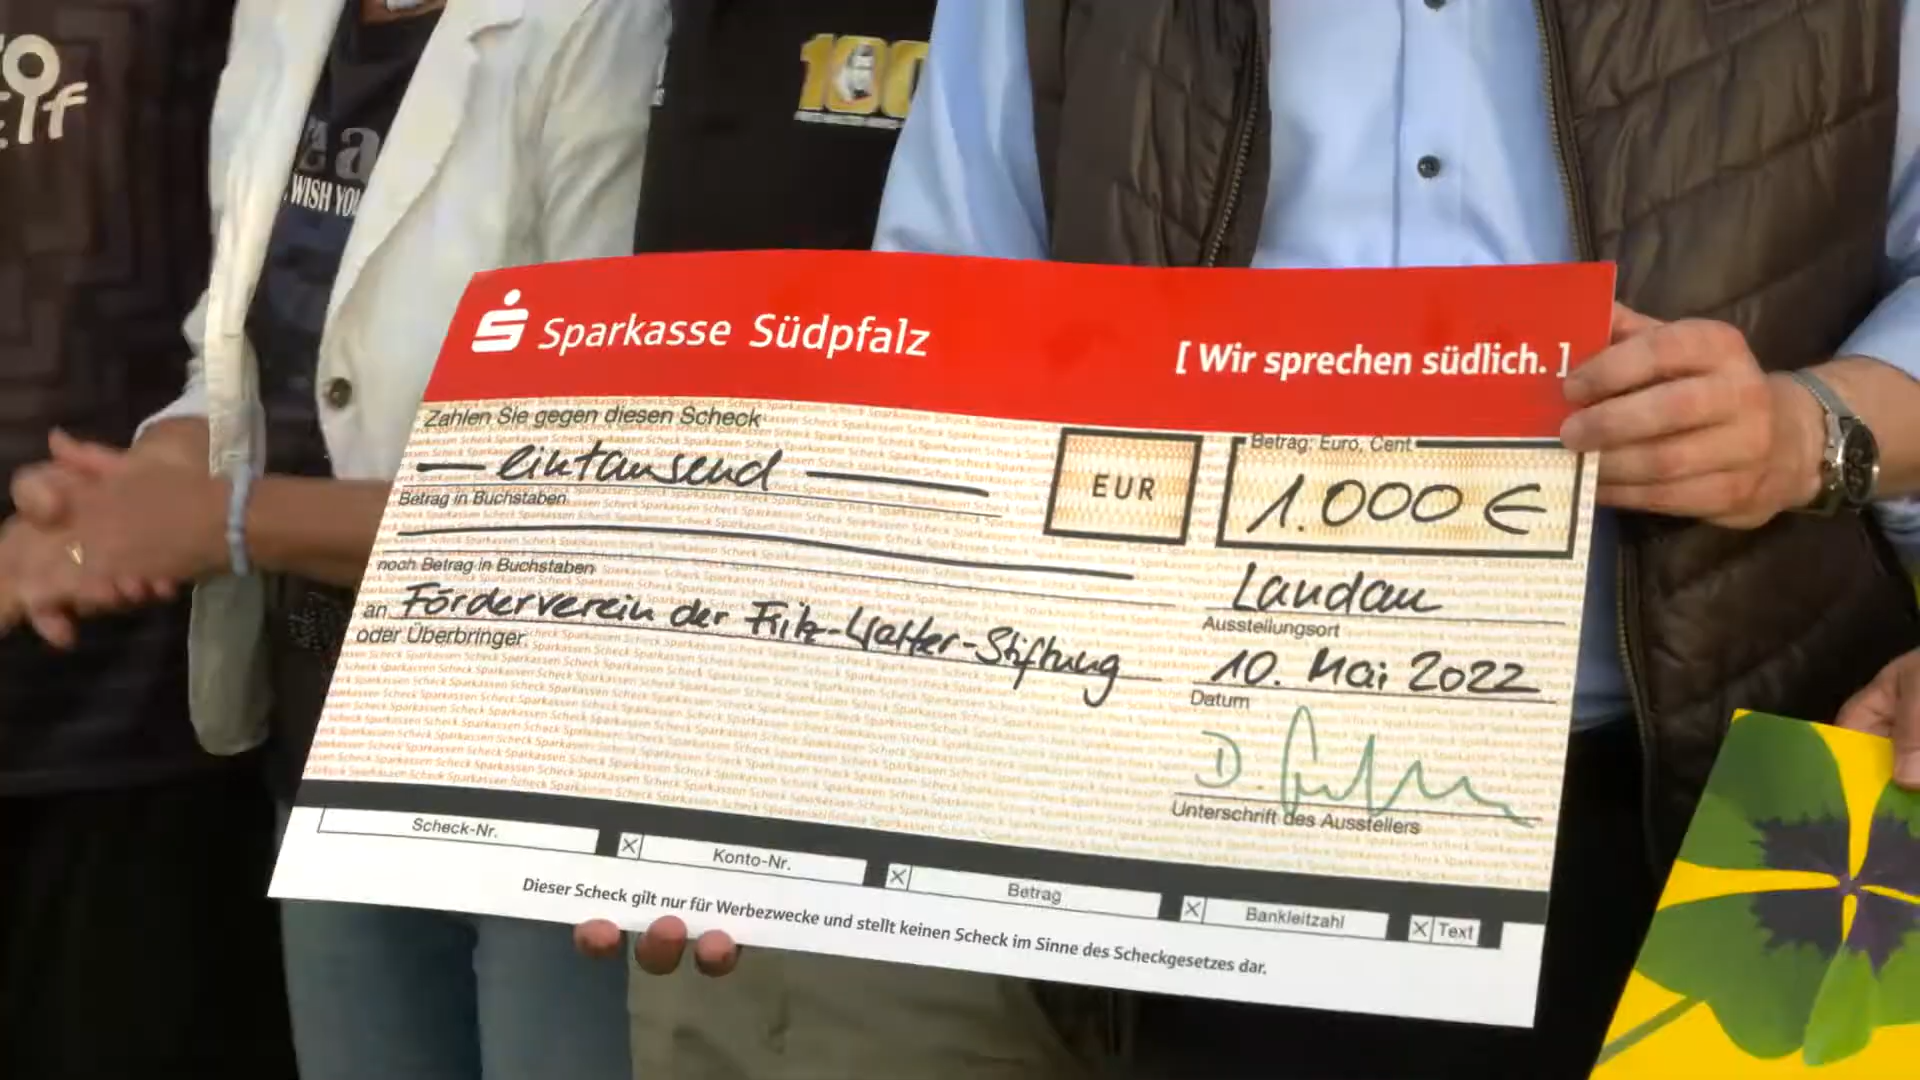 WISH YOU
100
Sparkasse Südpfalz
[ Wir sprechen südlich. ]
Zahlen Sie gegen diesen Scheck
eintausend
Betrag in Buchstaben
noch Betrag in Buchstaben
EUR
Betrag: Euro, Cent
1.000 €
an Förderverein der Fritz-Walter-Stiftung
oder Überbringer
Landau
Ausstellungsort
10. Mai 2022
Datum
D.
Unterschrift des Ausstellers
Scheck-Nr.
X Konto-Nr.
X Betrag
X Bankleitzahl
X Text
Dieser Scheck gilt nur für Werbezwecke und stellt keinen Scheck im Sinne des Scheckgesetzes dar.